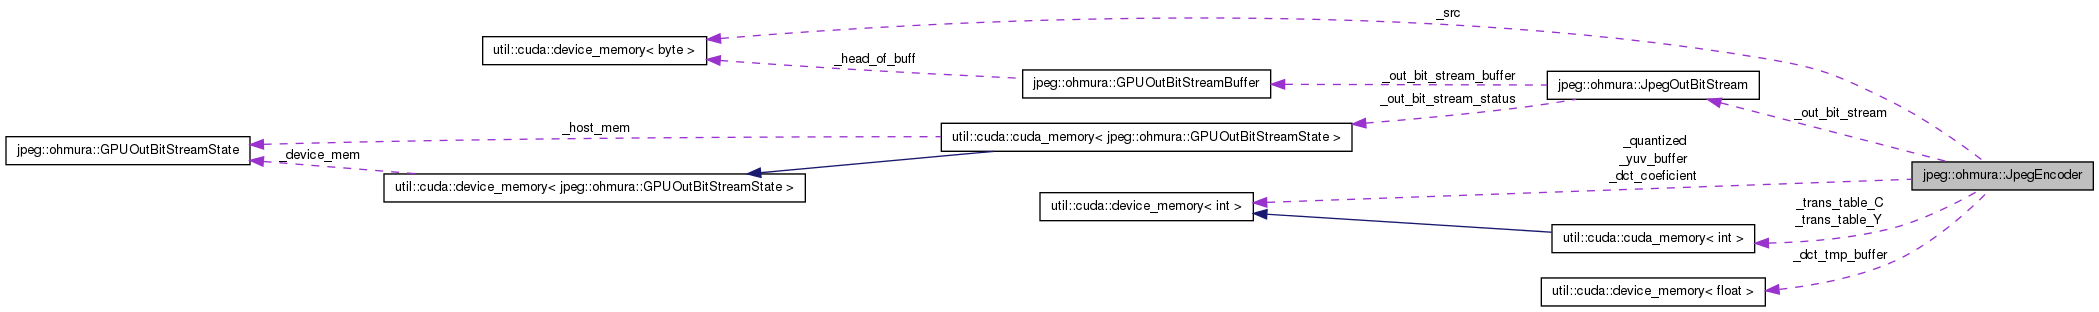 _src
util::cuda::device_memory< byte >
_head_of_buff
jpeg::ohmura::GPUOutBitStreamBuffer
_out_bit_stream_buffer
jpeg::ohmura::JpegOutBitStream
_out_bit_stream_status
_out_bit_stream
_host_mem
util::cuda::cuda_memory< jpeg::ohmura::GPUOutBitStreamState >
jpeg::ohmura::GPUOutBitStreamState
_device_mem
util::cuda::device_memory< jpeg::ohmura::GPUOutBitStreamState >
_quantized
_yuv_buffer
_dct_coeficient
jpeg::ohmura::JpegEncoder
util::cuda::device_memory< int >
_trans_table_C
_trans_table_Y
util::cuda::cuda_memory< int >
_dct_tmp_buffer
util::cuda::device_memory< float >